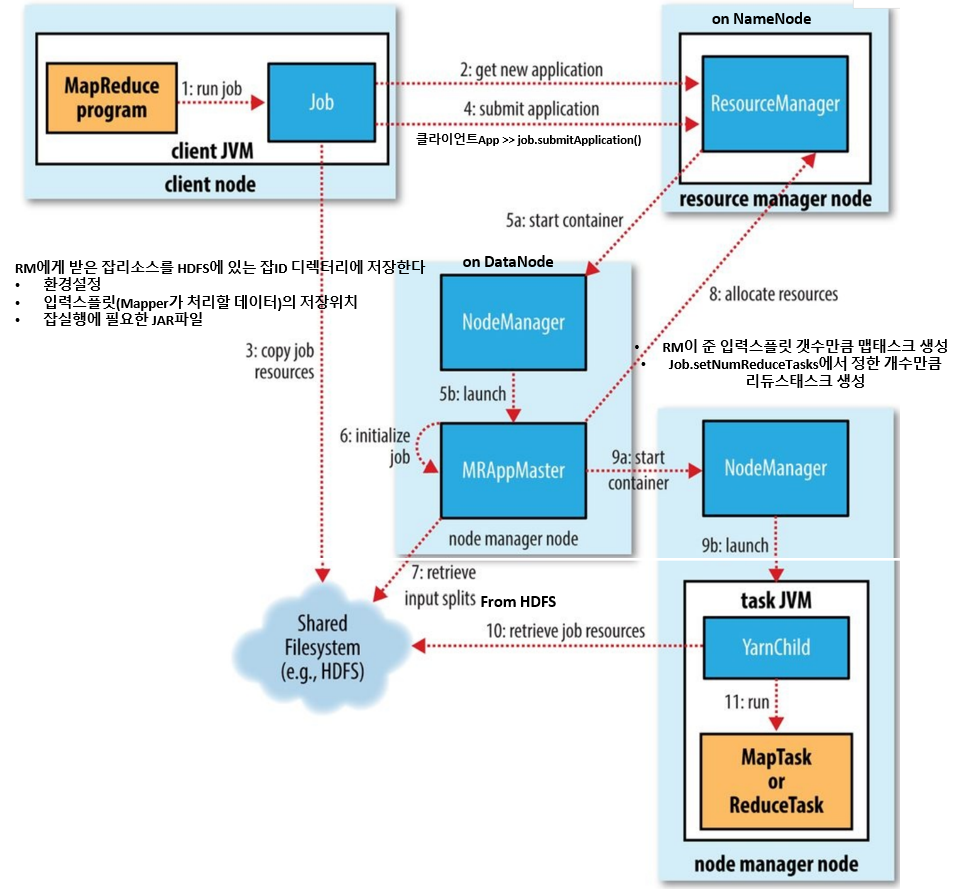 on NameNode
MapReduce
program
1: run job
Job
client JVM
client node
2: get new application
4: submit application
클라이언트App >> job.submitApplication()
ResourceManager
resource manager node
5a: start container
RM에게 받은 잡리소스를 HDFS에 있는 잡ID 디렉터리에 저장한다
• 환경설정
• 입력스플릿(Mapper가 처리할 데이터)의 저장위치
• 잡실행에 필요한 JAR파일
on DataNode
NodeManager
8: allocate resources
3: copy job
resources
• RM이 준 입력스플릿 갯수만큼 맵태스크 생성
• Job.setNumReduceTasks에서 정한 개수만큼
리듀스태스크 생성
5b: launch
6: initialize
job
MRAppMaster
9a: start
container
NodeManager
node manager node
9b: launch
7: retrieve
input splits From HDFS
task JVM
Shared
Filesystem
(e.g., HDFS)
10: retrieve job resources
YarnChild
11: run
MapTask
or
ReduceTask
node manager node